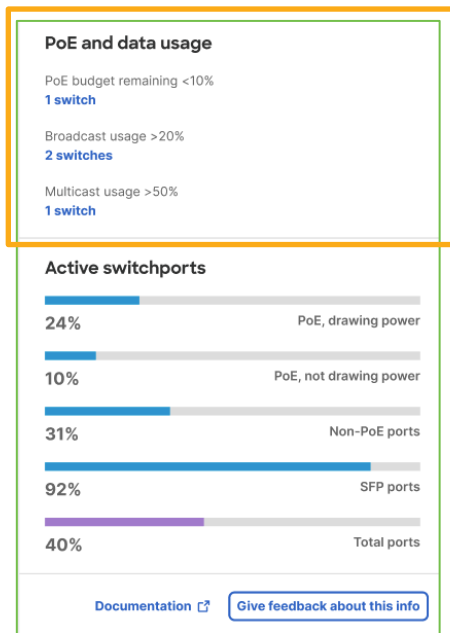 PoE and data usage
PoE budget remaining <10%
1 switch
Broadcast usage >20%
2 switches
Multicast usage >50%
1 switch
Active switchports
24% PoE, drawing power
10% PoE, not drawing power
31% Non-PoE ports
92% SFP ports
40% Total ports
Documentation Give feedback about this info